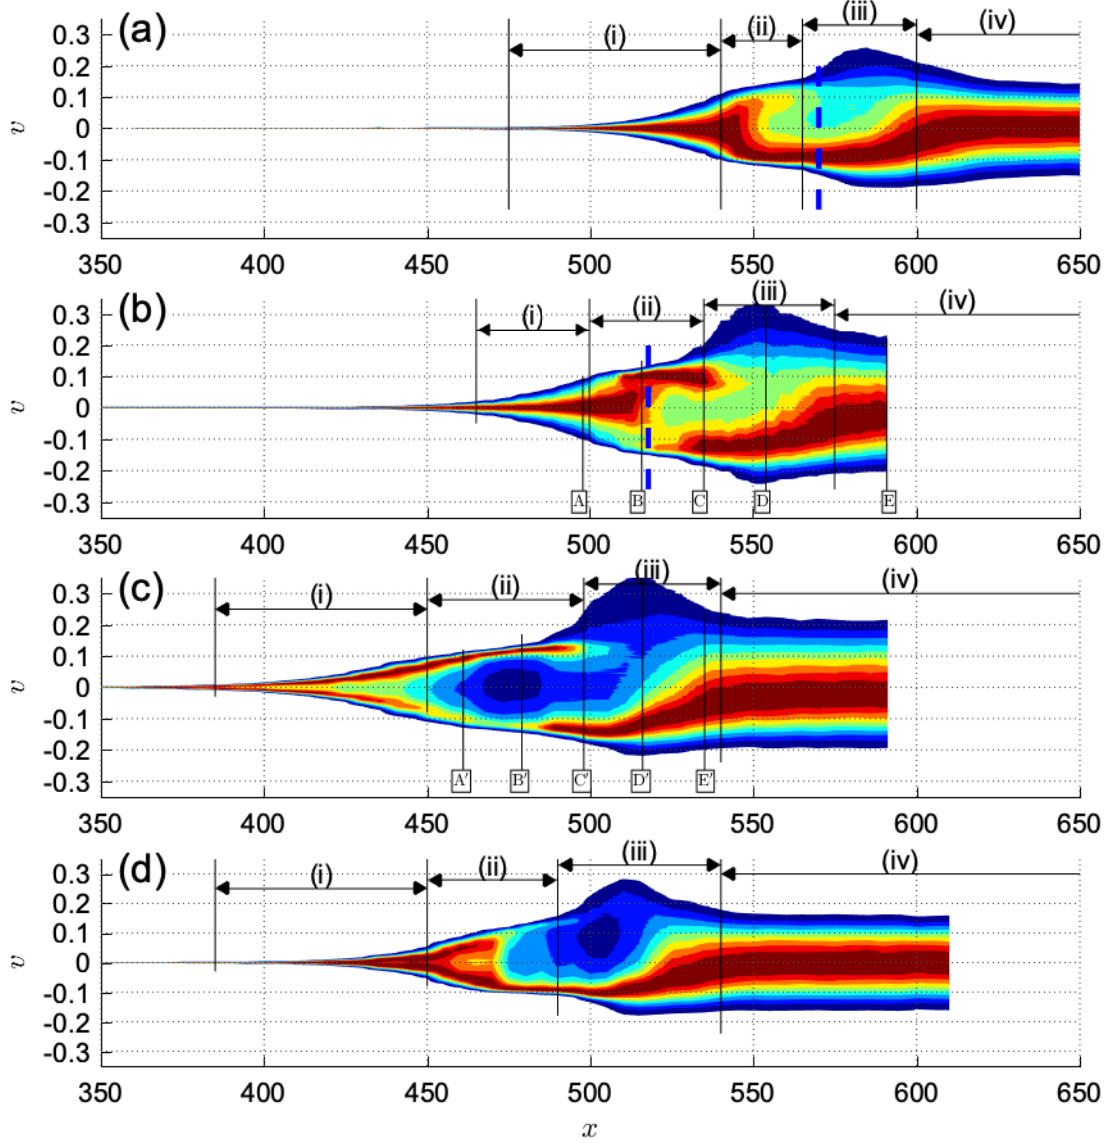 (a) (i) (ii) (iii) (iv)
0.3
0.2
0.1
0
-0.1
-0.2
-0.3
v
350 400 450 500 550 600 650
(b) (i) (ii) (iii) (iv)
0.3
0.2
0.1
0
-0.1
-0.2
-0.3
v
A B C D E
350 400 450 500 550 600 650
(c) (i) (ii) (iii) (iv)
0.3
0.2
0.1
0
-0.1
-0.2
-0.3
v
A' B' C' D' E'
350 400 450 500 550 600 650
(d) (i) (ii) (iii) (iv)
0.3
0.2
0.1
0
-0.1
-0.2
-0.3
v
350 400 450 500 550 600 650
x